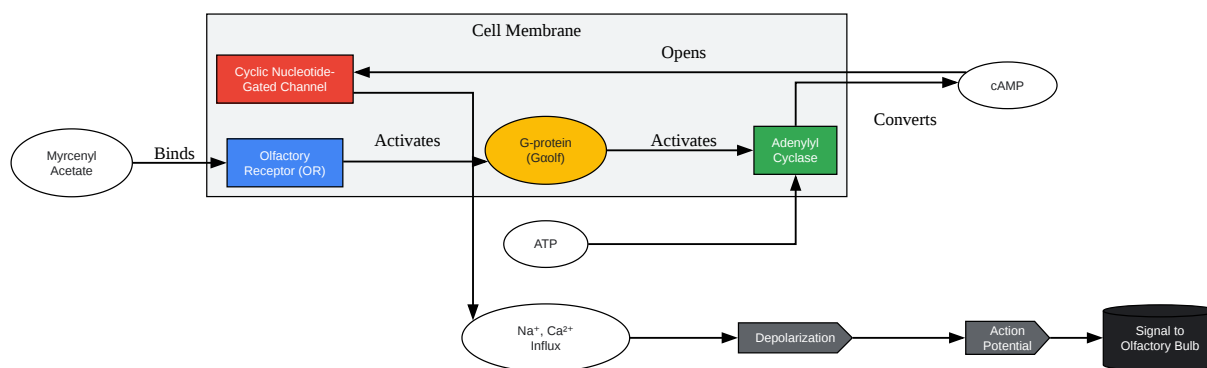 Cell Membrane
Opens
Cyclic Nucleotide-
Gated Channel
cAMP
Converts
Myrcenyl
Acetate
Binds
Olfactory
Receptor (OR)
Activates
G-protein
(Gαolf)
Activates
Adenylyl
Cyclase
ATP
Na⁺, Ca²⁺
Influx
Depolarization
Action
Potential
Signal to
Olfactory Bulb